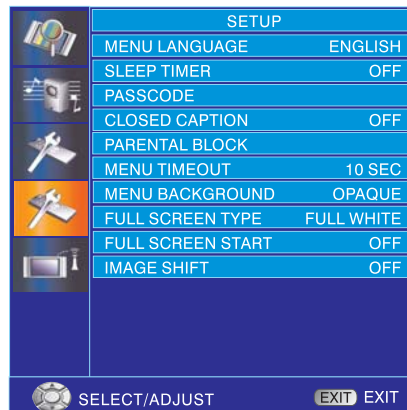 SETUP
MENU LANGUAGE ENGLISH
SLEEP TIMER OFF
PASSCODE
CLOSED CAPTION OFF
PARENTAL BLOCK
MENU TIMEOUT 10 SEC
MENU BACKGROUND OPAQUE
FULL SCREEN TYPE FULL WHITE
FULL SCREEN START OFF
IMAGE SHIFT OFF
SELECT/ADJUST EXIT EXIT